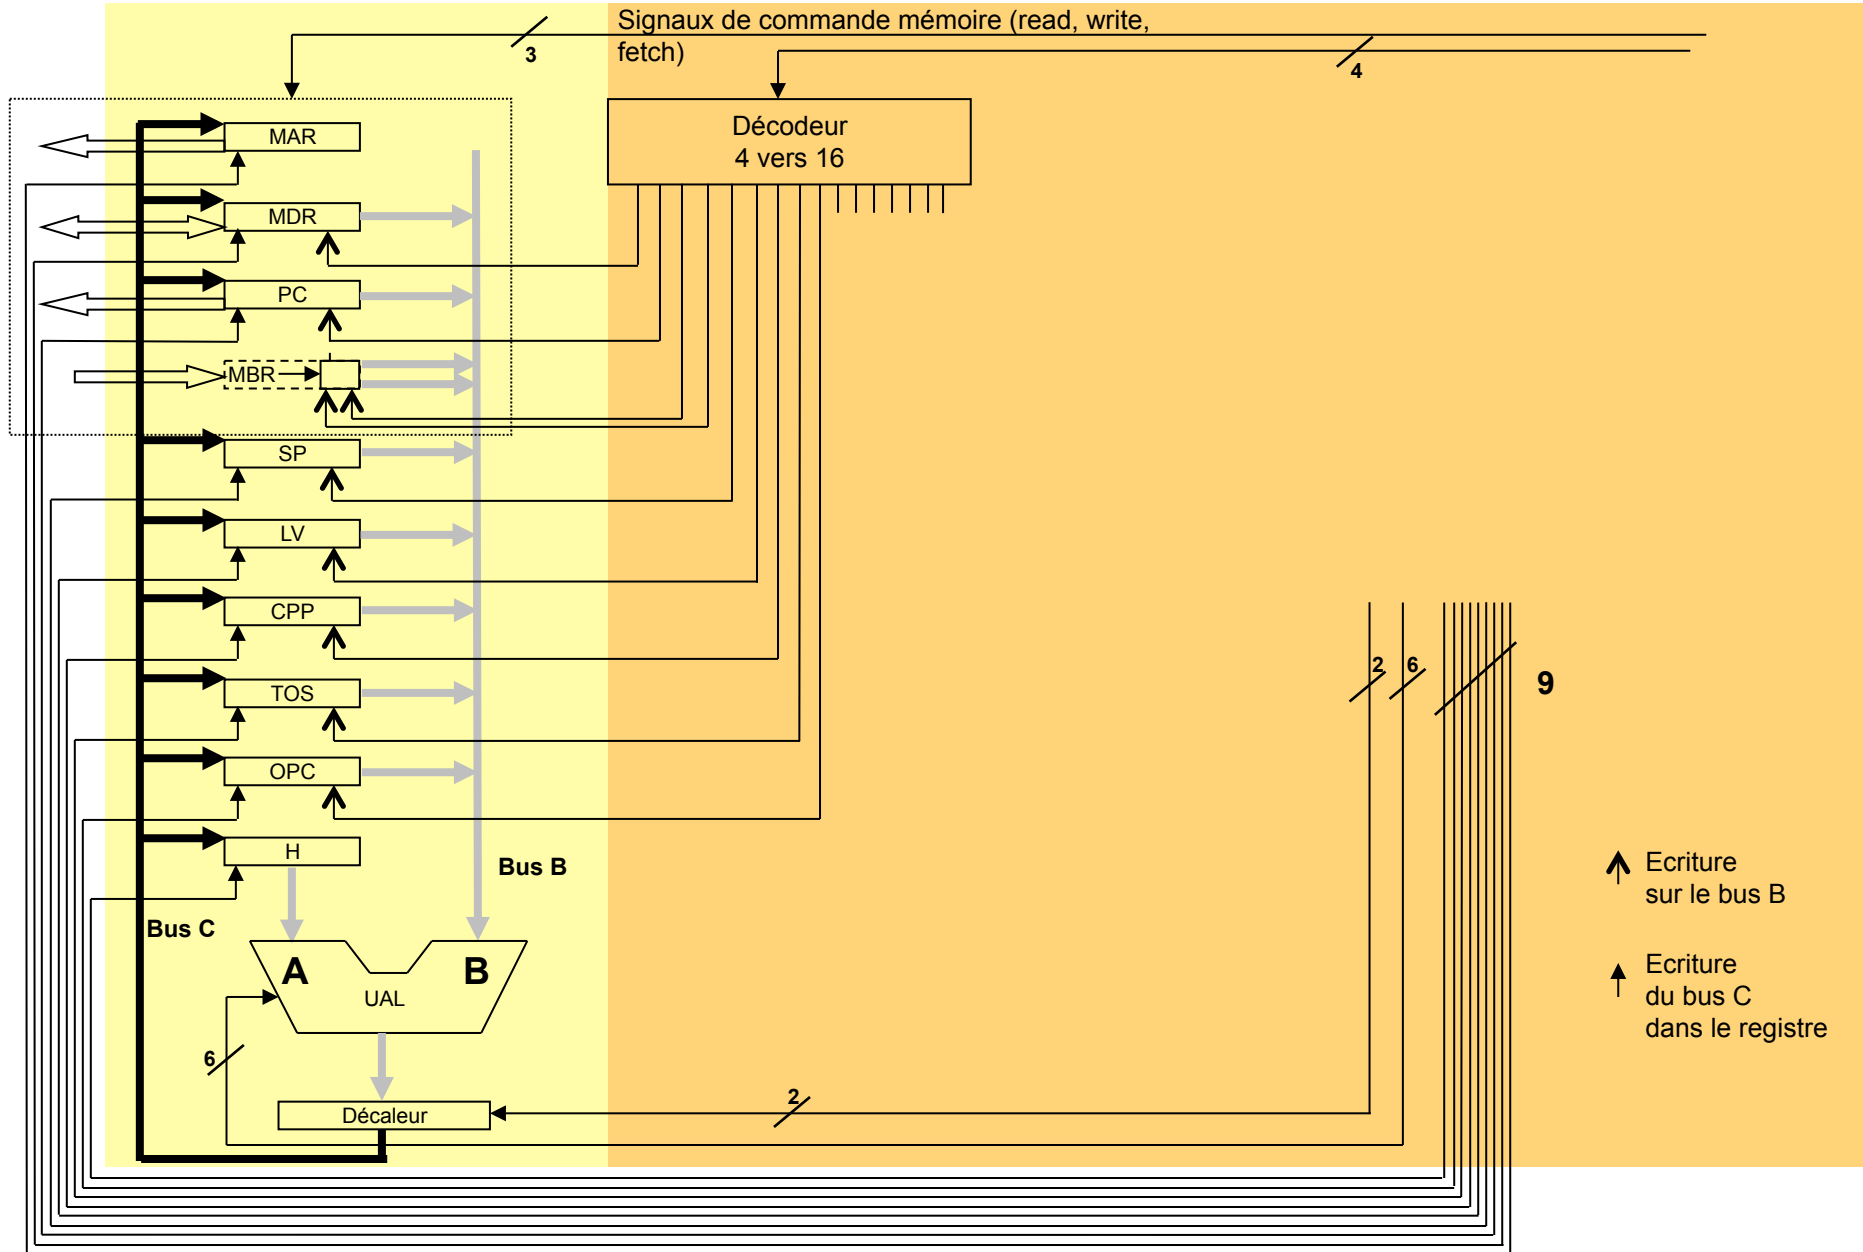 Signaux de commande mémoire (read, write,
fetch)
3
4
Décodeur
4 vers 16
MAR
MDR
PC
MBR
SP
LV
CPP
TOS
OPC
H
2
6
9
Bus B
Bus C
Ecriture
sur le bus B
A
B
UAL
Ecriture
du bus C
dans le registre
6
2
Décaleur